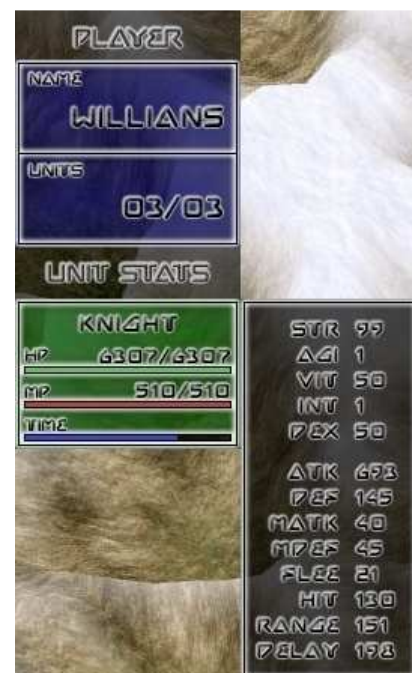 PLAYER
NAME
WILLIANS
UNITS
03/03
UNIT STATS
KNIGHT
HP 6307/6307
MP 510/510
TIME
STR 99
AGI 1
VIT 50
INT 1
DEX 50
ATK 693
DEF 145
MATK 40
MDEF 45
FLEE 21
HIT 130
RANGE 151
DELAY 198